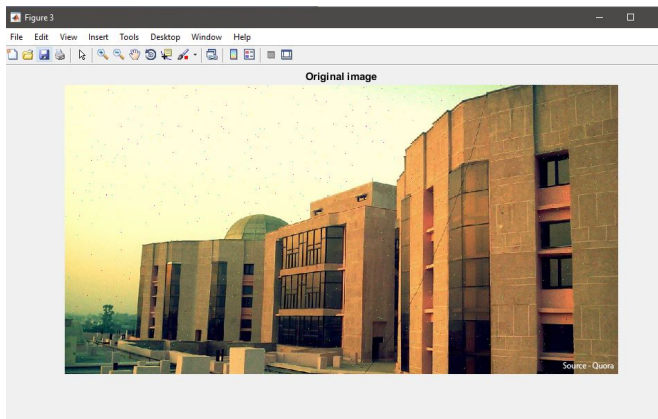 Figure 3
File Edit View Insert Tools Desktop Window Help
Original image
Source - Quora